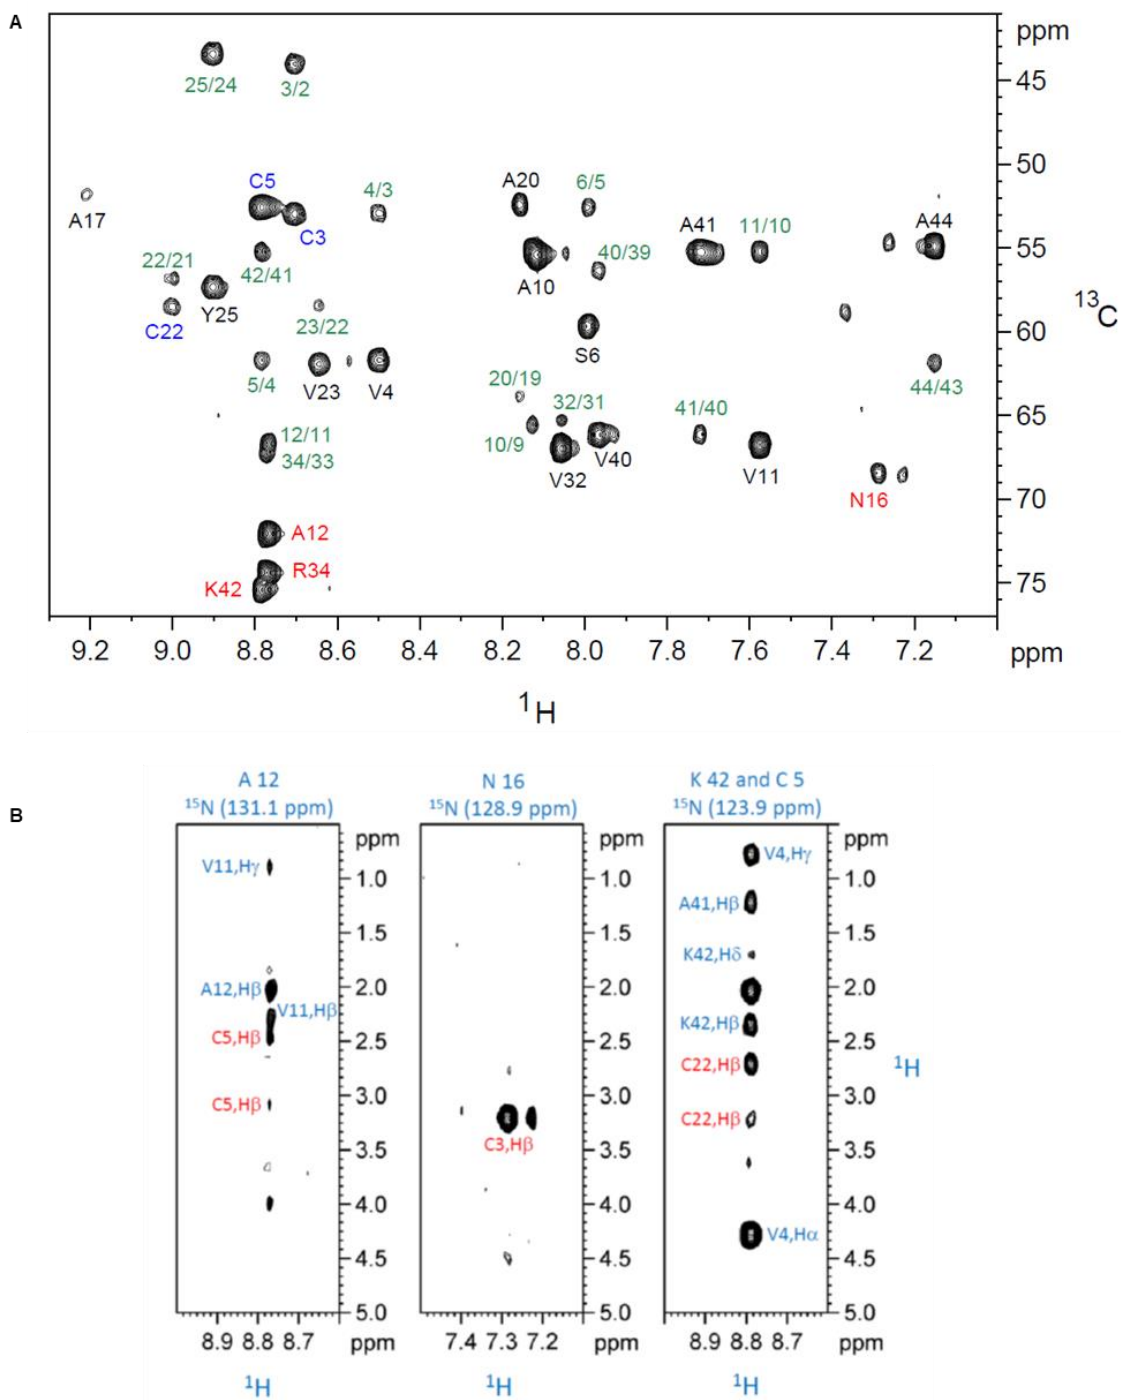 A
ppm
25/24
3/2
45
50
C5
4/3
A20
6/5
A17
C3
A41
11/10
A44
55
22/21
42/41
A10
40/39
13C
C22
Y25
23/22
S6
60
5/4
V23
V4
20/19
32/31
41/40
44/43
65
12/11
10/9
34/33
V32
V40
V11
N16
70
A12
R34
K42
75
9.2 9.0 8.8 8.6 8.4 8.2 8.0 7.8 7.6 7.4 7.2 ppm
1H
B
A 12 N 16 K 42 and C 5
15N (131.1 ppm) 15N (128.9 ppm) 15N (123.9 ppm)
ppm ppm ppm
V11,Hγ
1.0
1.5
A12,Hβ
2.0
V11,Hβ
C5,Hβ
2.5
C5,Hβ
3.0
3.5
4.0
4.5
5.0
8.9 8.8 8.7 ppm
1H
1.0
1.5
2.0
2.5
3.0
C3,Hβ
3.5
4.0
4.5
5.0
7.4 7.3 7.2 ppm
1H
V4,Hγ
1.0
A41,Hβ
1.5
K42,Hδ
2.0
K42,Hβ
2.5
C22,Hβ
1H
3.0
C22,Hβ
3.5
4.0
V4,Hα
4.5
5.0
8.9 8.8 8.7 ppm
1H